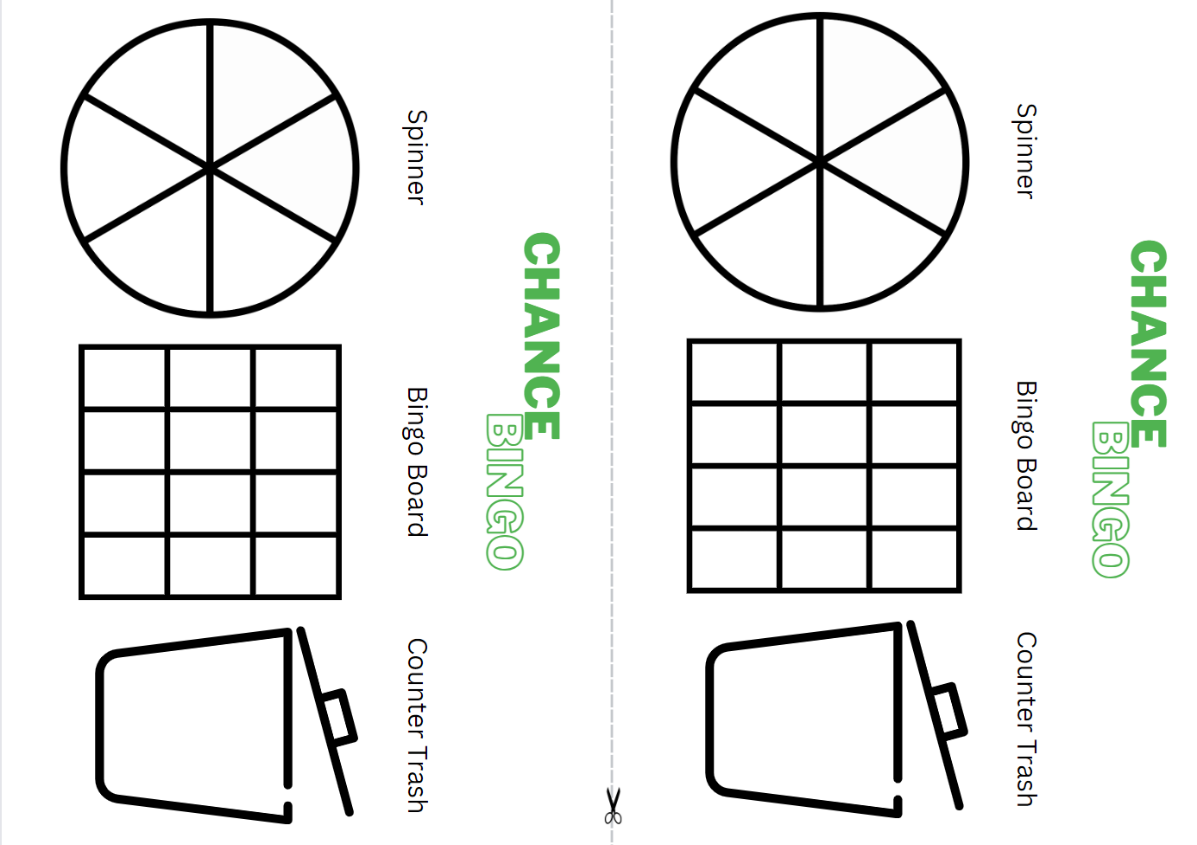 CHANCE
BINGO
Spinner
Bingo Board
Counter Trash
CHANCE
BINGO
Spinner
Bingo Board
Counter Trash